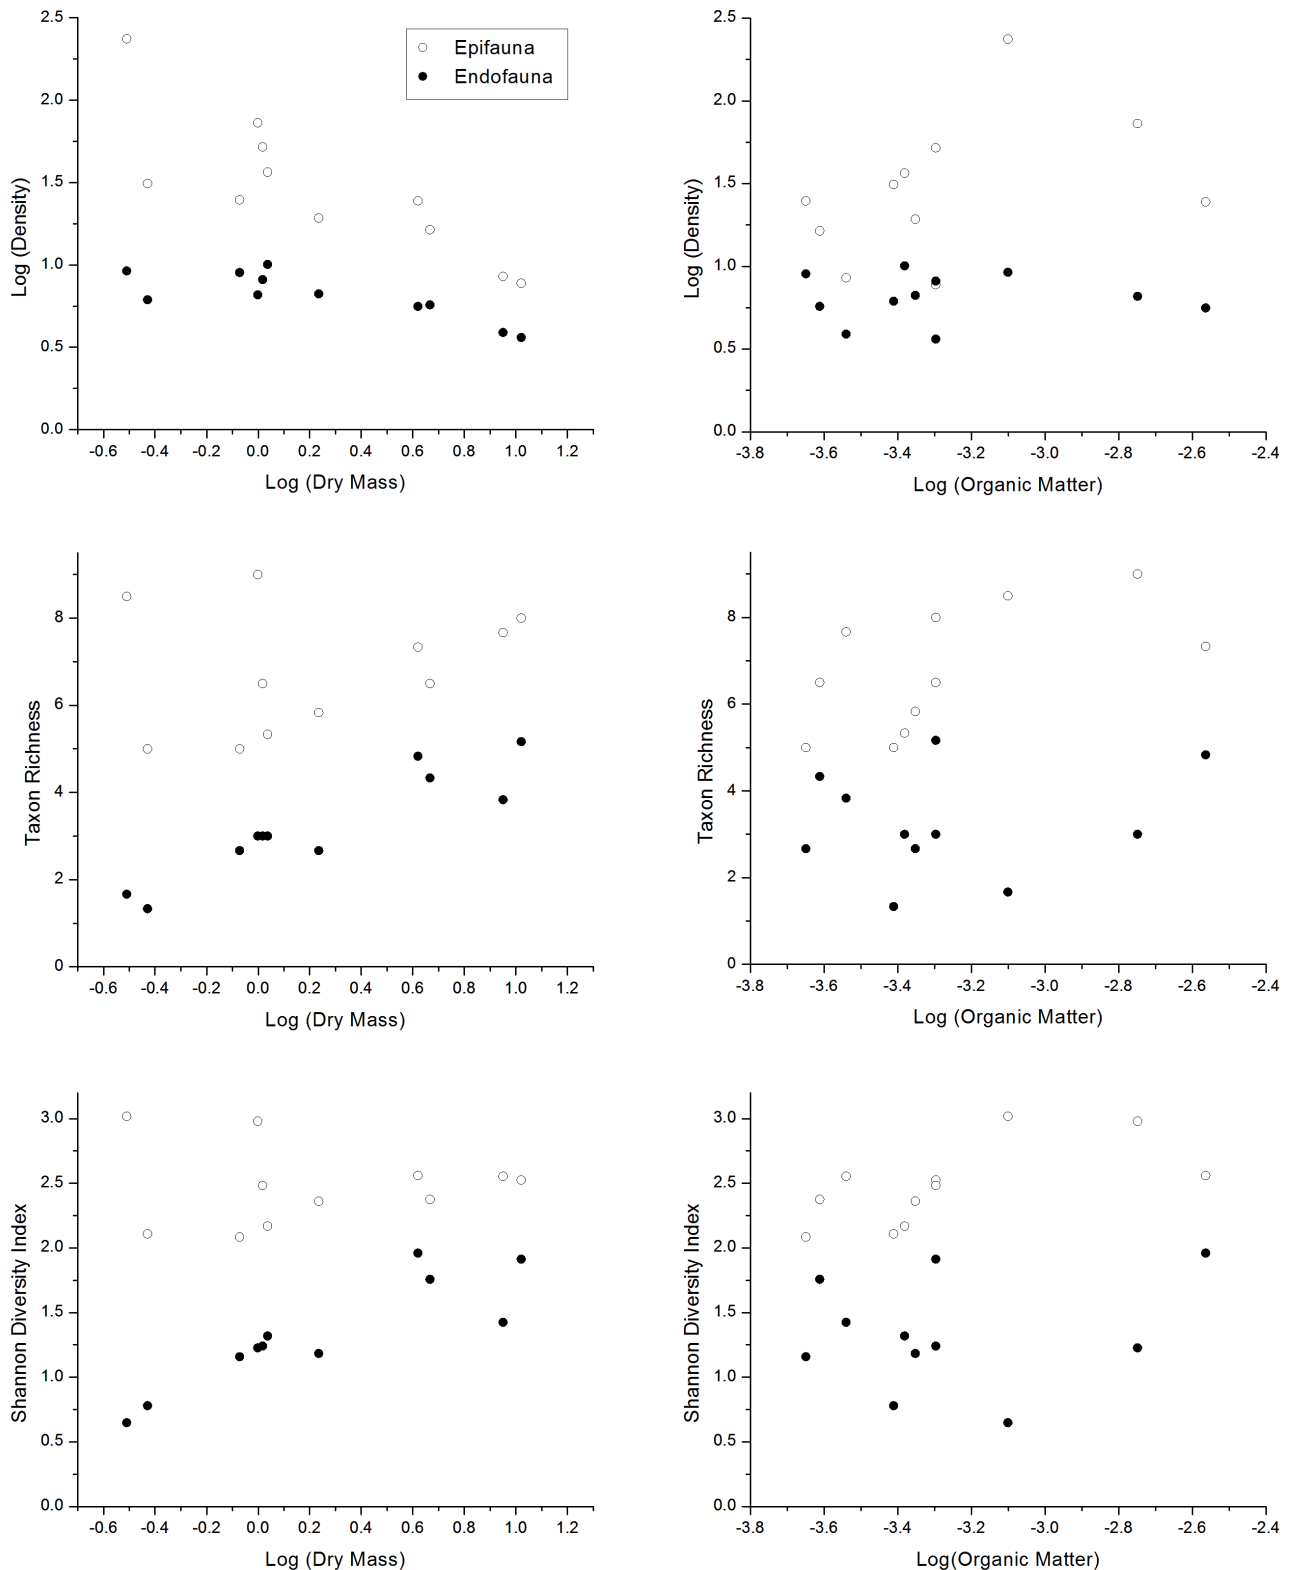 2.5
2.0
1.5
1.0
0.5
0.0
Log (Density)
Epifauna
Endofauna
-0.6 -0.4 -0.2 0.0 0.2 0.4 0.6 0.8 1.0 1.2
Log (Dry Mass)
2.5
2.0
1.5
1.0
0.5
0.0
Log (Density)
-3.8 -3.6 -3.4 -3.2 -3.0 -2.8 -2.6 -2.4
Log (Organic Matter)
8
6
4
2
0
Taxon Richness
-0.6 -0.4 -0.2 0.0 0.2 0.4 0.6 0.8 1.0 1.2
Log (Dry Mass)
8
6
4
2
0
Taxon Richness
-3.8 -3.6 -3.4 -3.2 -3.0 -2.8 -2.6 -2.4
Log (Organic Matter)
3.0
2.5
2.0
1.5
1.0
0.5
0.0
Shannon Diversity Index
-0.6 -0.4 -0.2 0.0 0.2 0.4 0.6 0.8 1.0 1.2
Log (Dry Mass)
3.0
2.5
2.0
1.5
1.0
0.5
0.0
Shannon Diversity Index
-3.8 -3.6 -3.4 -3.2 -3.0 -2.8 -2.6 -2.4
Log(Organic Matter)